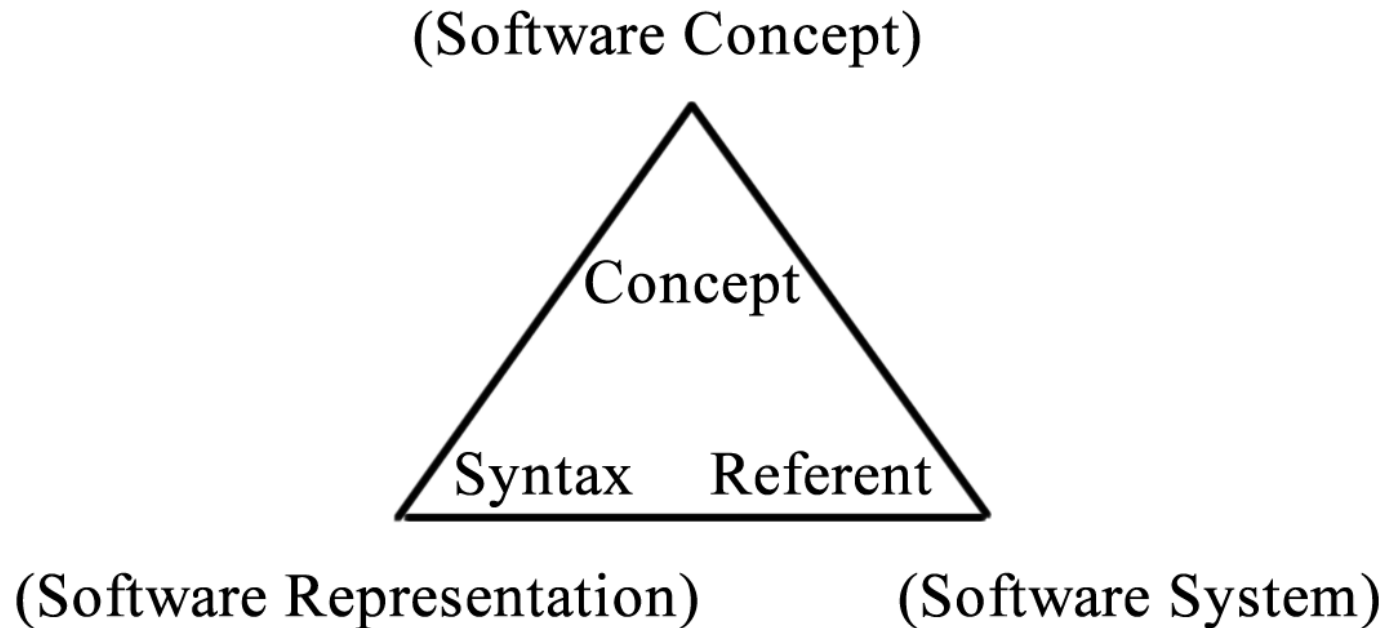 (Software Concept)
Concept
Syntax Referent
(Software Representation) (Software System)